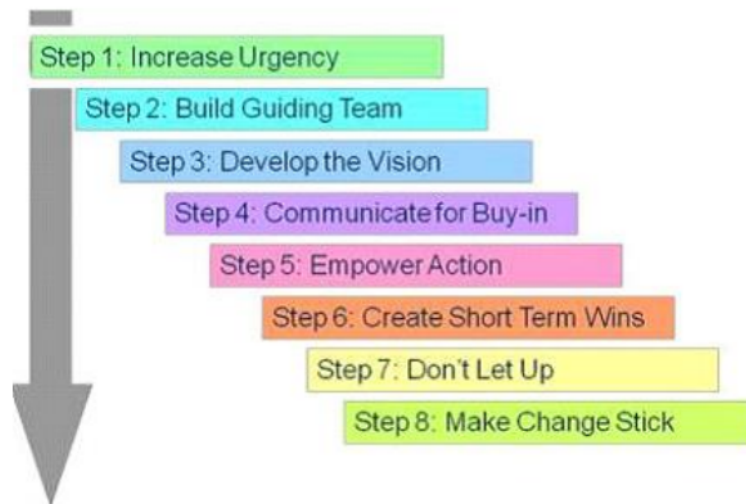 Step 1: Increase Urgency
Step 2: Build Guiding Team
Step 3: Develop the Vision
Step 4: Communicate for Buy-in
Step 5: Empower Action
Step 6: Create Short Term Wins
Step 7: Don't Let Up
Step 8: Make Change Stick